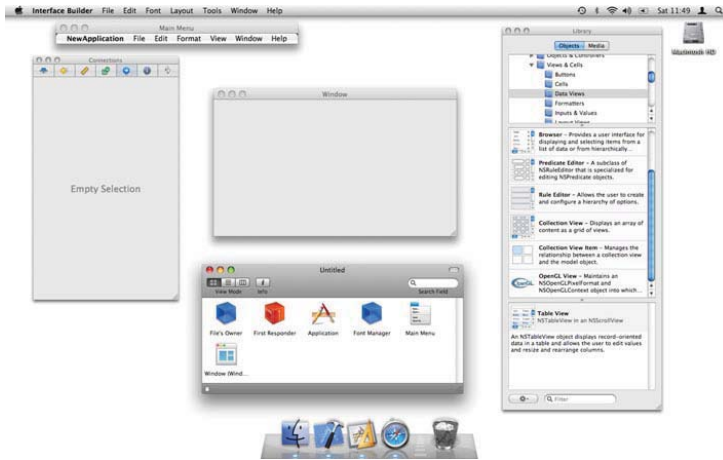 Interface Builder File Edit Font Layout Tools Window Help
Sat 11:49
Main Menu
NewApplication File Edit Format View Window Help
Connections
Empty Selection
Window
Untitled
View Mode Info Search Field
File's Owner First Responder Application Font Manager Main Menu
Window (Wind...
Library
Objects Media
Objects & Controllers
Views & Cells
Buttons
Cells
Data Views
Formatters
Inputs & Values
Layout Views
Browser – Provides a user interface for
displaying and selecting items from a
list of data or from hierarchically...
Predicate Editor – A subclass of
NSRuleEditor that is specialized for
editing NSPredicate objects.
Rule Editor – Allows the user to create
and configure a hierarchy of options.
Collection View – Displays an array of
content as a grid of views.
Collection View Item – Manages the
relationship between a collection view
and the model object.
OpenGL
OpenGL View – Maintains an
NSOpenGLPixelFormat and
NSOpenGLContext object into which...
Table View
NSTableView in an NSScrollView
An NSTableView object displays record-oriented
data in a table and allows the user to edit values
and resize and rearrange columns.
Filter
Macintosh HD